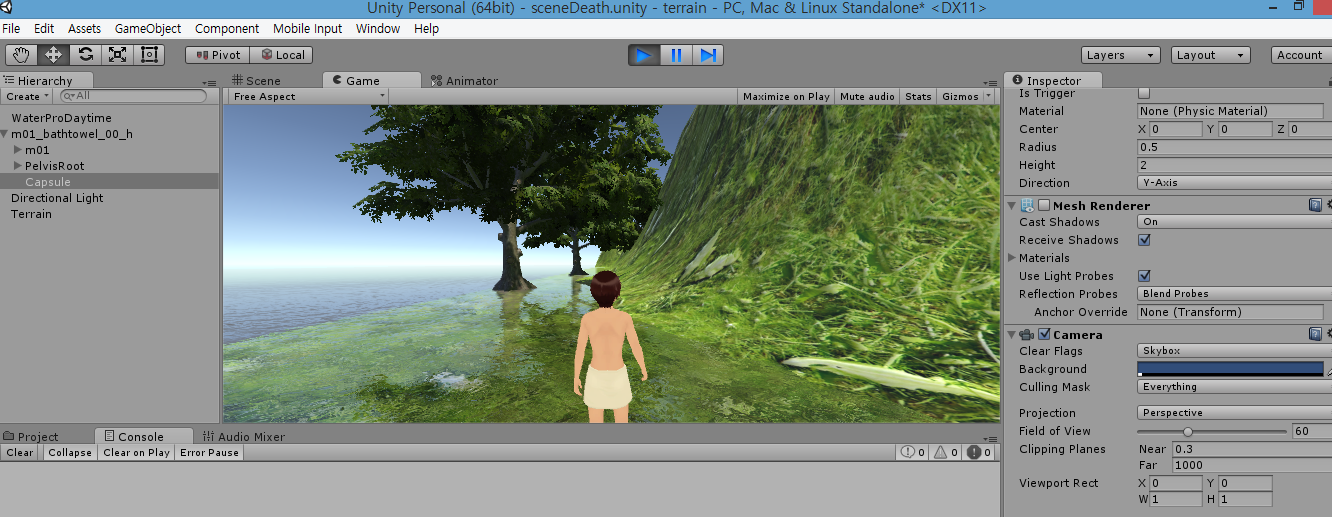 Unity Personal (64bit) - sceneDeath.unity - terrain - PC, Mac & Linux Standalone* <DX11>
File Edit Assets GameObject Component Mobile Input Window Help
Pivot Local Layers Layout Account
Hierarchy
Create All
WaterProDaytime
m01_bathtowel_00_h
m01
PelvisRoot
Capsule
Directional Light
Terrain
Scene Game Animator
Free Aspect Maximize on Play Mute audio Stats Gizmos
Project Console Audio Mixer
Clear Collapse Clear on Play Error Pause 0 0 0
Inspector
Is Trigger
Material None (Physic Material)
Center X 0 Y 0 Z 0
Radius 0.5
Height 2
Direction Y-Axis
Mesh Renderer
Cast Shadows On
Receive Shadows
Materials
Use Light Probes
Reflection Probes Blend Probes
Anchor Override None (Transform)
Camera
Clear Flags Skybox
Background
Culling Mask Everything
Projection Perspective
Field of View 60
Clipping Planes Near 0.3
Far 1000
Viewport Rect X 0 Y 0
W 1 H 1